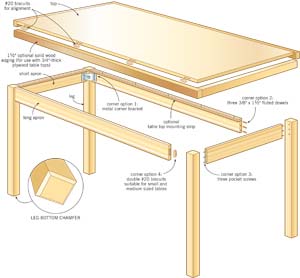 #20 biscuits
for alignment
top
1½" optional solid wood
edging (for use with 3/4"-thick
plywood table tops)
short apron
leg
corner option 1:
metal corner bracket
corner option 2:
three 3/8" x 1½" fluted dowels
long apron
optional
table top mounting strip
corner option 4:
double #20 biscuits
suitable for small and
medium sized tables
corner option 3:
three pocket screws
LEG BOTTOM CHAMFER